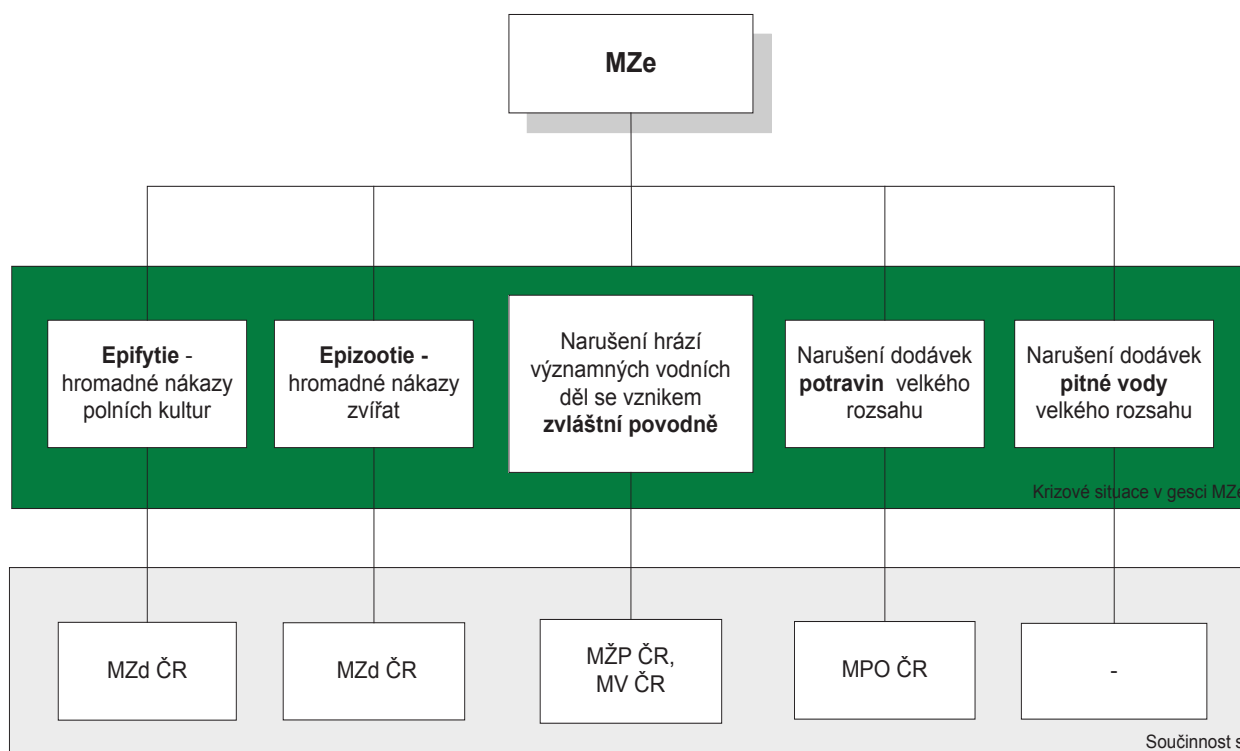 MZe
Epifytie -
hromadné nákazy
polních kultur
Epizootie -
hromadné nákazy
zvířat
Narušení hrází
významných vodních
děl se vznikem
zvláštní povodně
Narušení dodávek
potravin velkého
rozsahu
Narušení dodávek
pitné vody
velkého rozsahu
Krizové situace v gesci MZe
MZd ČR
MZd ČR
MŽP ČR,
MV ČR
MPO ČR
-
Součinnost s